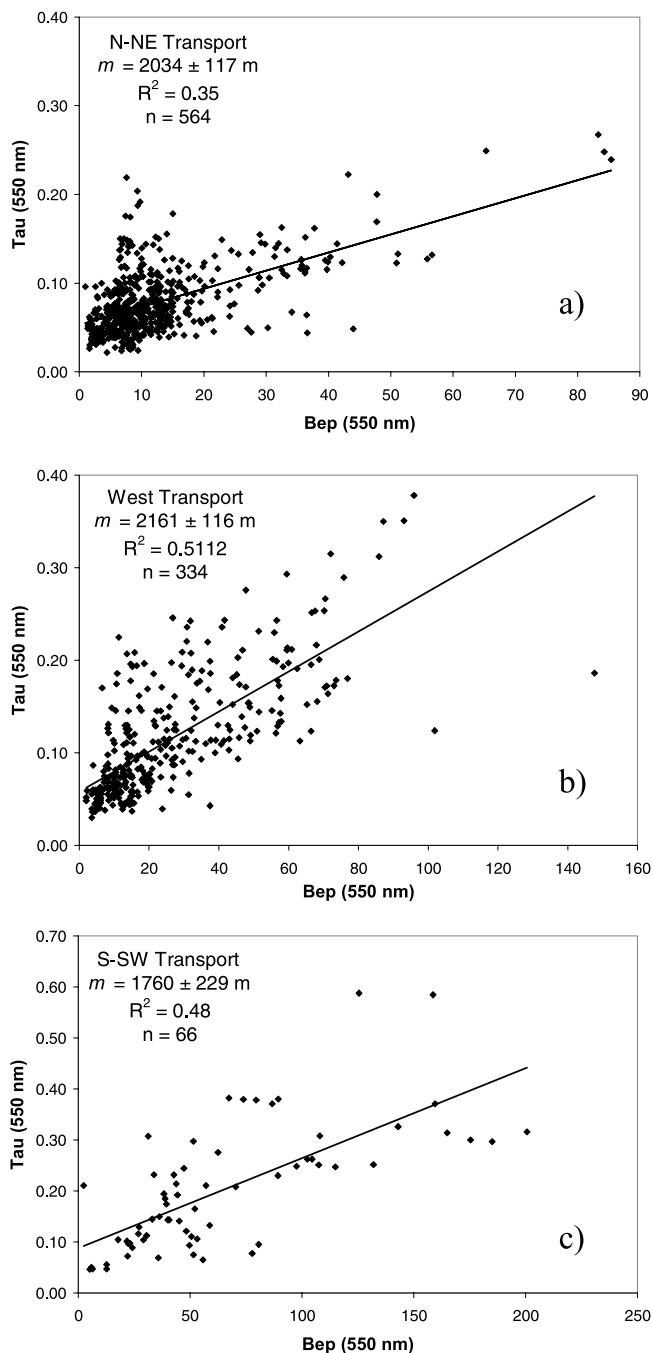 0.40
0.30
0.20
0.10
0.00
Tau (550 nm)
N-NE Transport
m = 2034 ± 117 m
R² = 0.35
n = 564
a)
0 10 20 30 40 50 60 70 80 90
Bep (550 nm)
0.40
0.30
0.20
0.10
0.00
Tau (550 nm)
West Transport
m = 2161 ± 116 m
R² = 0.5112
n = 334
b)
0 20 40 60 80 100 120 140 160
Bep (550 nm)
0.70
0.60
0.50
0.40
0.30
0.20
0.10
0.00
Tau (550 nm)
S-SW Transport
m = 1760 ± 229 m
R² = 0.48
n = 66
c)
0 50 100 150 200 250
Bep (550 nm)